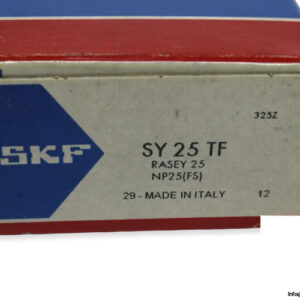 325Z
SKF
SY 25 TF
RASEY 25
NP25(FS)
29 - MADE IN ITALY
12